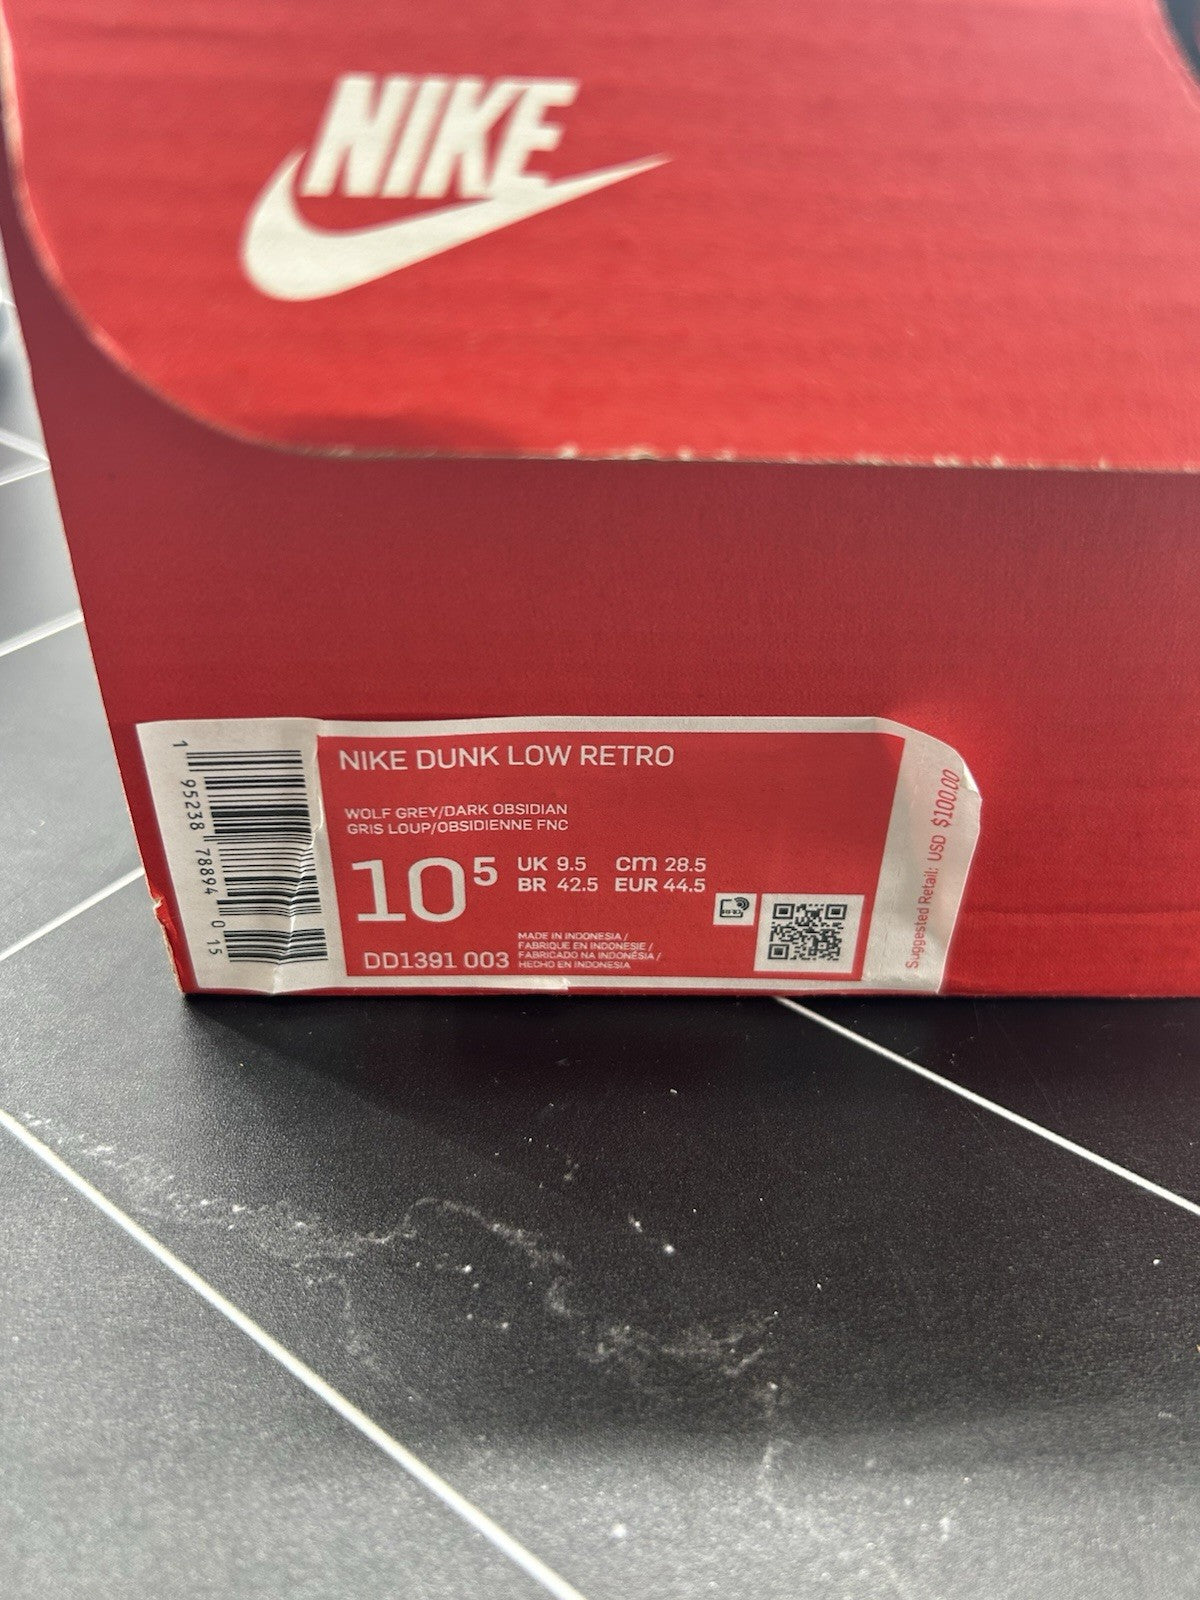 NIKE
NIKE DUNK LOW RETRO
WOLF GREY/DARK OBSIDIAN
GRIS LOUP/OBSIDIENNE FNC
10⁵
UK 9.5 cm 28.5
BR 42.5 EUR 44.5
DD1391 003
MADE IN INDONESIA /
FABRIQUE EN INDONESIE /
FABRICADO NA INDONÉSIA /
HECHO EN INDONESIA
1 95238 78894 0 15
Suggested Retail: USD $100.00